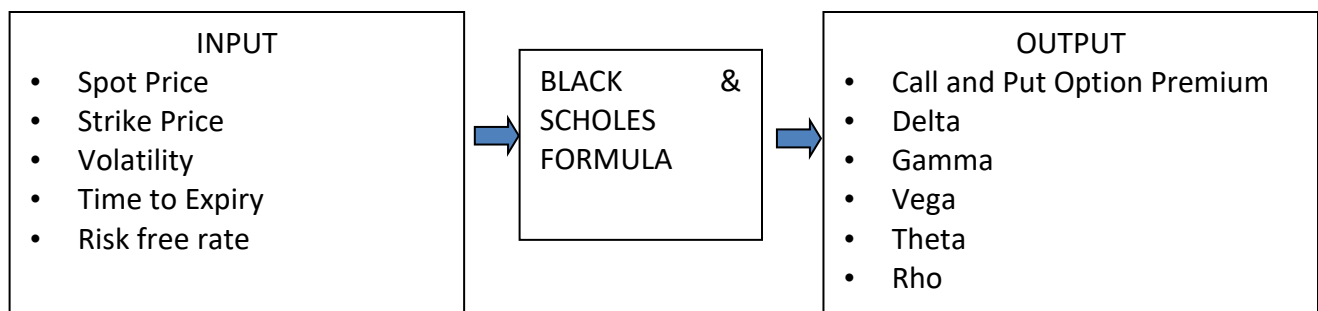 INPUT
• Spot Price
• Strike Price
• Volatility
• Time to Expiry
• Risk free rate
BLACK &
SCHOLES
FORMULA
OUTPUT
• Call and Put Option Premium
• Delta
• Gamma
• Vega
• Theta
• Rho